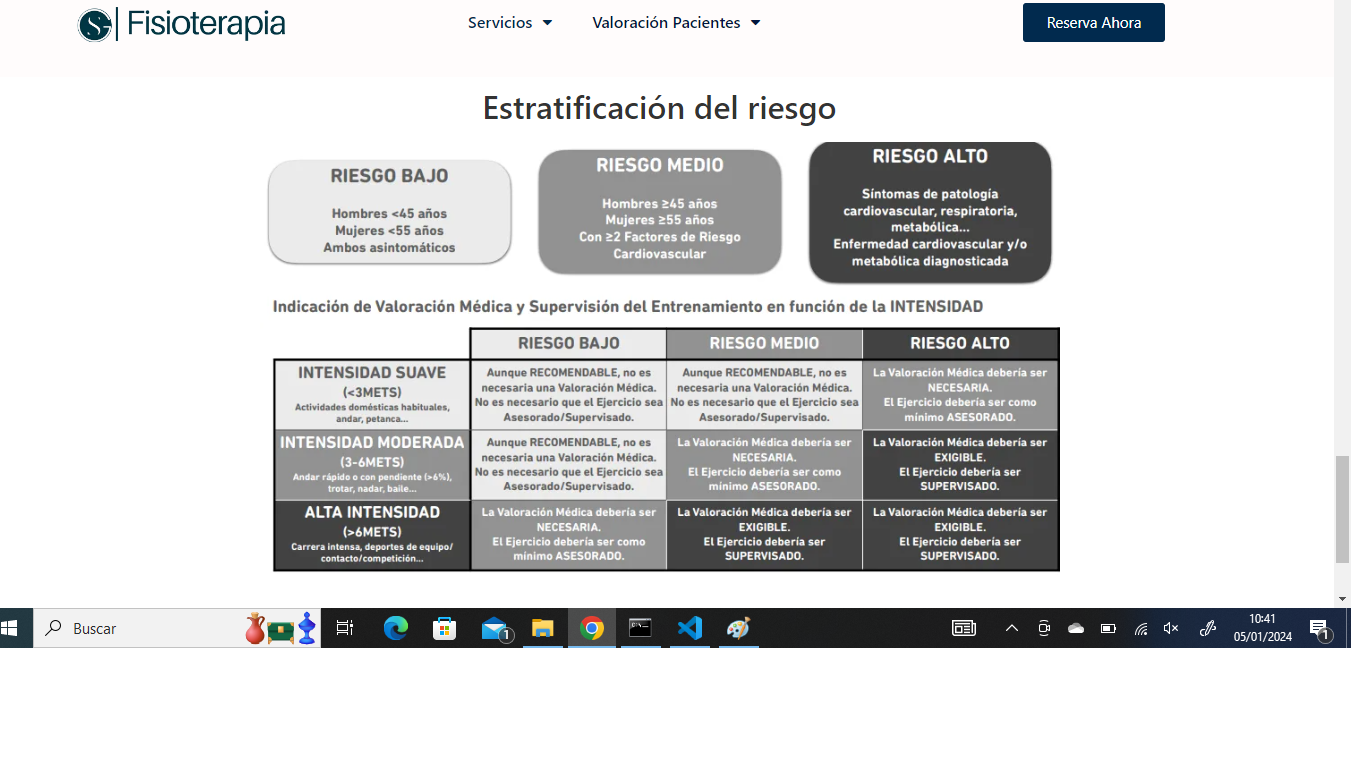 SG Fisioterapia
Servicios
Valoración Pacientes
Reserva Ahora
Estratificación del riesgo
RIESGO BAJO
Hombres <45 años
Mujeres <55 años
Ambos asintomáticos
RIESGO MEDIO
Hombres ≥45 años
Mujeres ≥55 años
Con ≥2 Factores de Riesgo
Cardiovascular
RIESGO ALTO
Síntomas de patología
cardiovascular, respiratoria,
metabólica...
Enfermedad cardiovascular y/o
metabólica diagnosticada
Indicación de Valoración Médica y Supervisión del Entrenamiento en función de la INTENSIDAD
RIESGO BAJO
RIESGO MEDIO
RIESGO ALTO
INTENSIDAD SUAVE
(<3METS)
Actividades domésticas habituales,
andar, petanca...
Aunque RECOMENDABLE, no es
necesaria una Valoración Médica.
No es necesario que el Ejercicio sea
Asesorado/Supervisado.
Aunque RECOMENDABLE, no es
necesaria una Valoración Médica.
No es necesario que el Ejercicio sea
Asesorado/Supervisado.
La Valoración Médica debería ser
NECESARIA.
El Ejercicio debería ser como
mínimo ASESORADO.
INTENSIDAD MODERADA
(3-6METS)
Andar rápido o con pendiente (>6%),
trotar, nadar, baile...
Aunque RECOMENDABLE, no es
necesaria una Valoración Médica.
No es necesario que el Ejercicio sea
Asesorado/Supervisado.
La Valoración Médica debería ser
NECESARIA.
El Ejercicio debería ser como
mínimo ASESORADO.
La Valoración Médica debería ser
EXIGIBLE.
El Ejercicio debería ser
SUPERVISADO.
ALTA INTENSIDAD
(>6METS)
Carrera intensa, deportes de equipo/
contacto/competición...
La Valoración Médica debería ser
NECESARIA.
El Ejercicio debería ser como
mínimo ASESORADO.
La Valoración Médica debería ser
EXIGIBLE.
El Ejercicio debería ser
SUPERVISADO.
La Valoración Médica debería ser
EXIGIBLE.
El Ejercicio debería ser
SUPERVISADO.
Buscar
1
10:41
05/01/2024
1